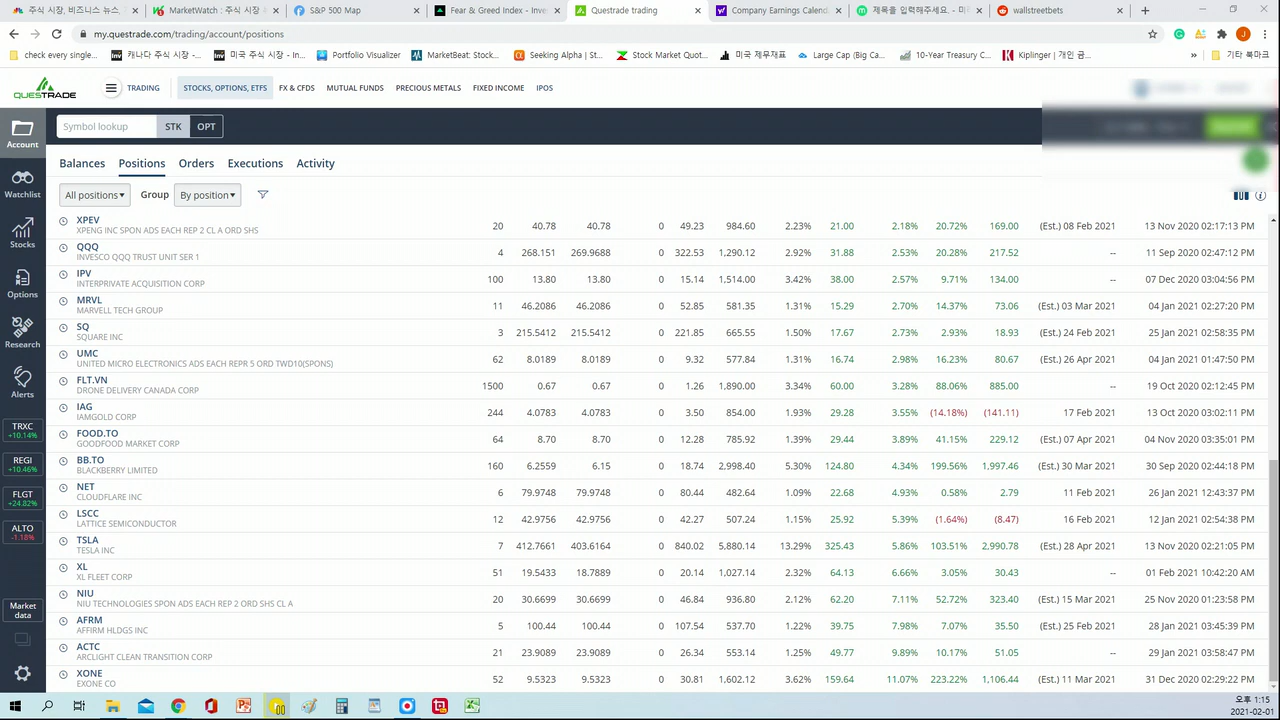 주식 시장, 비즈니스 뉴스
MarketWatch : 주식 시장
S&P 500 Map
Fear & Greed Index - Inve
Questrade trading
Company Earnings Calend
제목을 입력해주세요. - 미
wallstreetbets
my.questrade.com/trading/account/positions
check every single...
캐나다 주식 시장 -...
미국 주식 시장 -...
Portfolio Visualizer
MarketBeat: Stock...
Seeking Alpha | St...
Stock Market Quot...
미국 재무제표
Large Cap (Big Ca...
10-Year Treasury C...
Kiplinger | 개인 금...
기타 북마크
QUESTRADE
TRADING
STOCKS, OPTIONS, ETFS
FX & CFDS
MUTUAL FUNDS
PRECIOUS METALS
FIXED INCOME
IPOS
Account
Symbol lookup STK OPT
Balances Positions Orders Executions Activity
All positions Group By position
Watchlist
Stocks
Options
Research
Alerts
TRXC
+10.14%
REGI
+10.46%
FLGT
+24.82%
ALTO
-1.18%
Market
data
XPEV 20 40.78 40.78 0 49.23 984.60 2.23% 21.00 2.18% 20.72% 169.00 (Est.) 08 Feb 2021 13 Nov 2020 02:17:13 PM
XPENG INC SPON ADS EACH REP 2 CL A ORD SHS
QQQ 4 268.151 269.9688 0 322.53 1,290.12 2.92% 31.88 2.53% 20.28% 217.52 -- 11 Sep 2020 02:47:12 PM
INVESCO QQQ TRUST UNIT SER 1
IPV 100 13.80 13.80 0 15.14 1,514.00 3.42% 38.00 2.57% 9.71% 134.00 -- 07 Dec 2020 03:04:56 PM
INTERPRIVATE ACQUISITION CORP
MRVL 11 46.2086 46.2086 0 52.85 581.35 1.31% 15.29 2.70% 14.37% 73.06 (Est.) 03 Mar 2021 04 Jan 2021 02:27:20 PM
MARVELL TECH GROUP
SQ 3 215.5412 215.5412 0 221.85 665.55 1.50% 17.67 2.73% 2.93% 18.93 (Est.) 24 Feb 2021 25 Jan 2021 02:58:35 PM
SQUARE INC
UMC 62 8.0189 8.0189 0 9.32 577.84 1.31% 16.74 2.98% 16.23% 80.67 (Est.) 26 Apr 2021 04 Jan 2021 01:47:50 PM
UNITED MICRO ELECTRONICS ADS EACH REPR 5 ORD TWD10(SPONS)
FLT.VN 1500 0.67 0.67 0 1.26 1,890.00 3.34% 60.00 3.28% 88.06% 885.00 -- 19 Oct 2020 02:12:45 PM
DRONE DELIVERY CANADA CORP
IAG 244 4.0783 4.0783 0 3.50 854.00 1.93% 29.28 3.55% (14.18%) (141.11) 17 Feb 2021 13 Oct 2020 03:02:11 PM
IAMGOLD CORP
FOOD.TO 64 8.70 8.70 0 12.28 785.92 1.39% 29.44 3.89% 41.15% 229.12 (Est.) 07 Apr 2021 04 Nov 2020 03:35:01 PM
GOODFOOD MARKET CORP
BB.TO 160 6.2559 6.15 0 18.74 2,998.40 5.30% 124.80 4.34% 199.56% 1,997.46 (Est.) 30 Mar 2021 30 Sep 2020 02:44:18 PM
BLACKBERRY LIMITED
NET 6 79.9748 79.9748 0 80.44 482.64 1.09% 22.68 4.93% 0.58% 2.79 11 Feb 2021 26 Jan 2021 12:43:37 PM
CLOUDFLARE INC
LSCC 12 42.9756 42.9756 0 42.27 507.24 1.15% 25.92 5.39% (1.64%) (8.47) 16 Feb 2021 12 Jan 2021 02:54:38 PM
LATTICE SEMICONDUCTOR
TSLA 7 412.7661 403.6164 0 840.02 5,880.14 13.29% 325.43 5.86% 103.51% 2,990.78 (Est.) 28 Apr 2021 13 Nov 2020 02:21:05 PM
TESLA INC
XL 51 19.5433 18.7889 0 20.14 1,027.14 2.32% 64.13 6.66% 3.05% 30.43 -- 01 Feb 2021 10:42:20 AM
XL FLEET CORP
NIU 20 30.6699 30.6699 0 46.84 936.80 2.12% 62.20 7.11% 52.72% 323.40 (Est.) 15 Mar 2021 25 Nov 2020 01:23:58 PM
NIU TECHNOLOGIES SPON ADS EACH REP 2 ORD SHS CL A
AFRM 5 100.44 100.44 0 107.54 537.70 1.22% 39.75 7.98% 7.07% 35.50 (Est.) 25 Feb 2021 28 Jan 2021 03:45:39 PM
AFFIRM HLDGS INC
ACTC 21 23.9089 23.9089 0 26.34 553.14 1.25% 49.77 9.89% 10.17% 51.05 -- 29 Jan 2021 03:58:47 PM
ARCLIGHT CLEAN TRANSITION CORP
XONE 52 9.5323 9.5323 0 30.81 1,602.12 3.62% 159.64 11.07% 223.22% 1,106.44 (Est.) 11 Mar 2021 31 Dec 2020 02:29:22 PM
EXONE CO
오후 1:15
2021-02-01